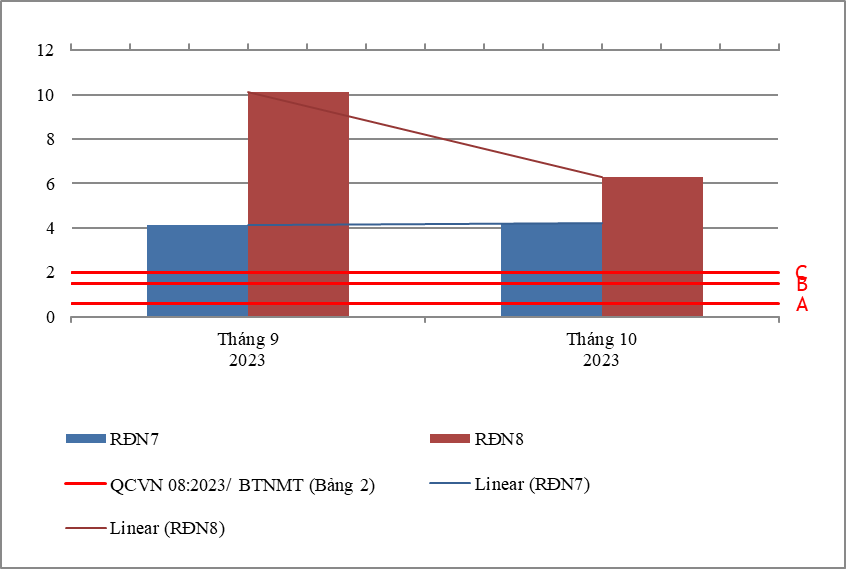 12
10
8
6
4
2
0
C
B
A
Tháng 9
2023
Tháng 10
2023
RĐN7
RĐN8
QCVN 08:2023/ BTNMT (Bảng 2)
Linear (RĐN7)
Linear (RĐN8)